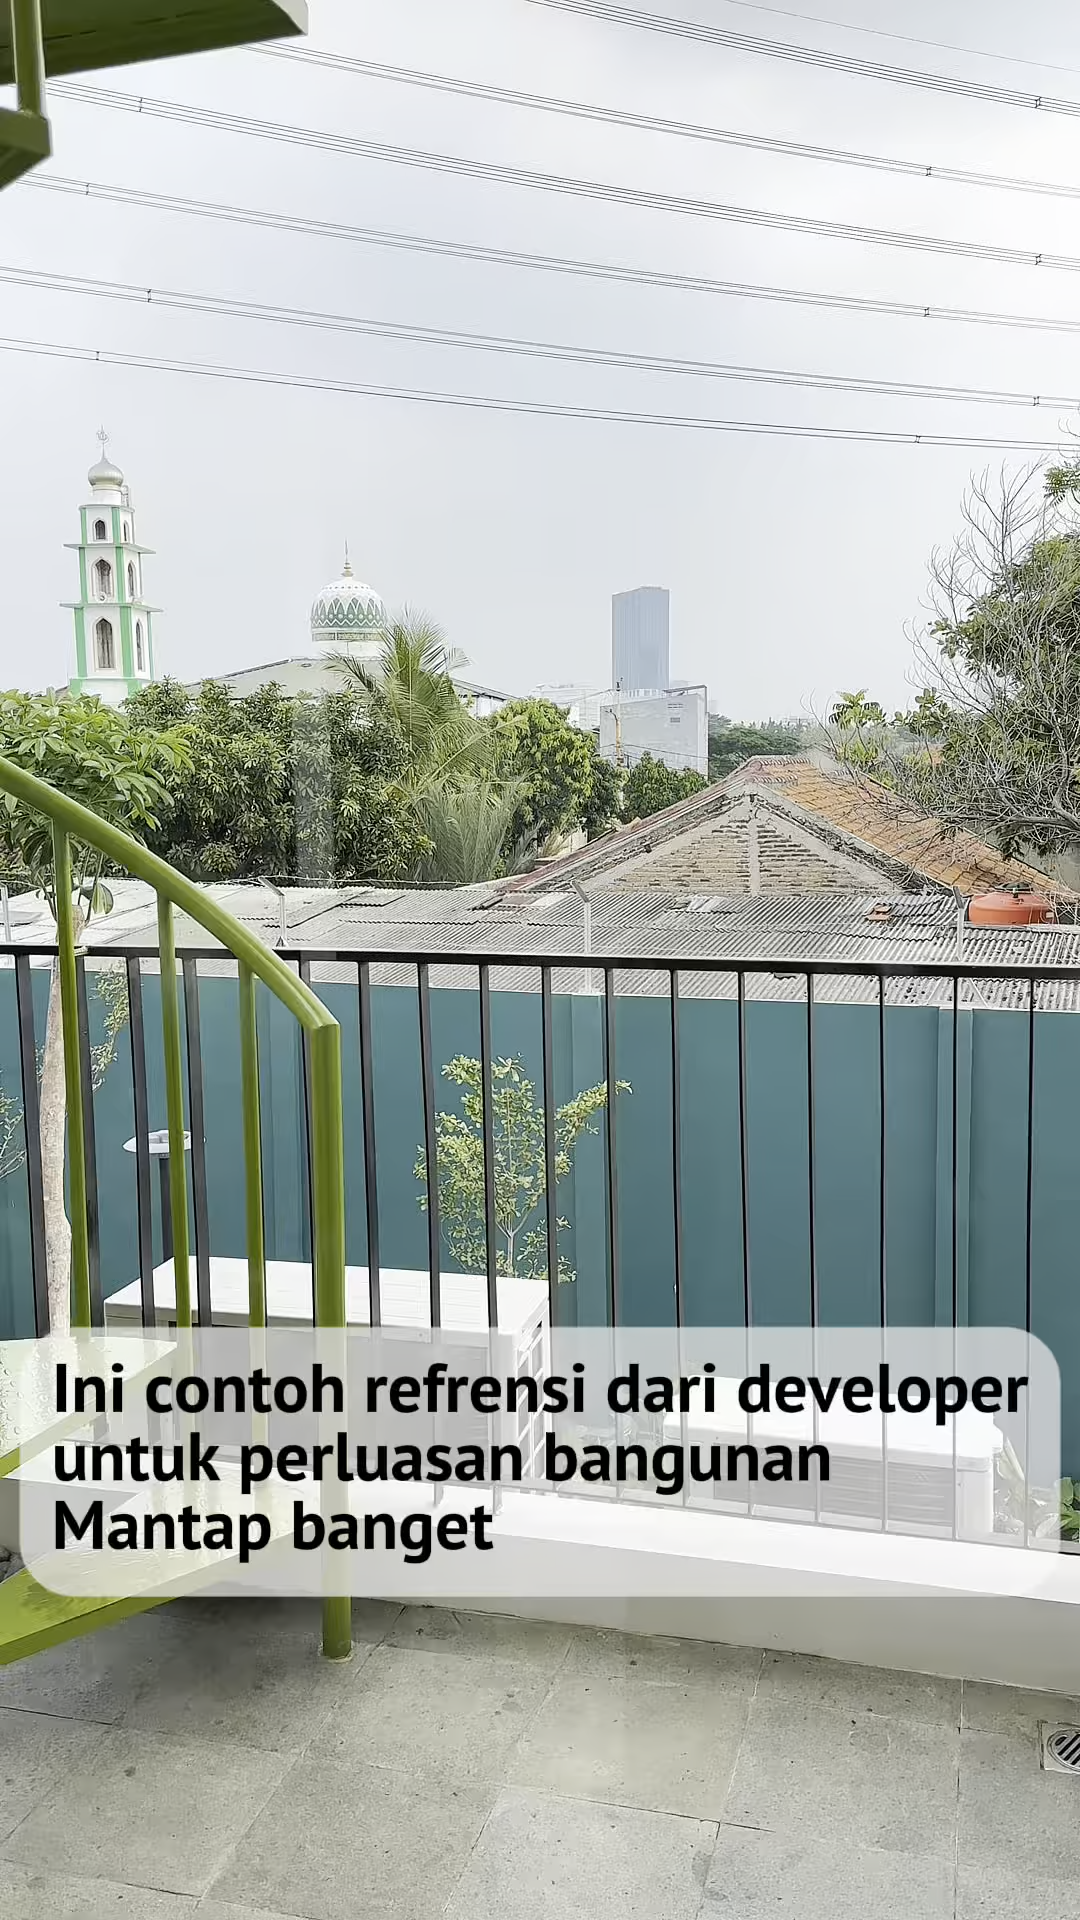 Ini contoh refrensi dari developer
untuk perluasan bangunan
Mantap banget